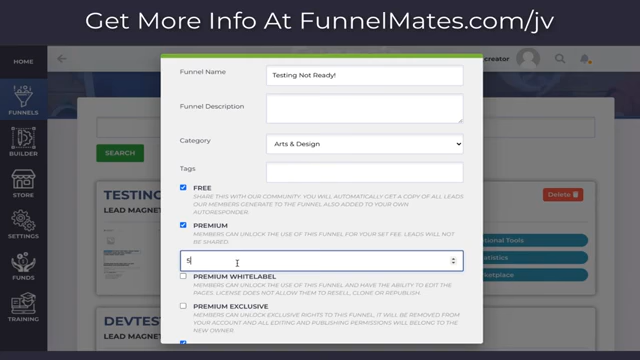 Get More Info At FunnelMates.com/jv
HOME
creator
Funnel Name
Testing Not Ready!
FUNNELS
Funnel Description
BUILDER
Category
Arts & Design
SEARCH
Tags
STORE
FREE
SHARE THIS WITH OUR COMMUNITY. YOU WILL AUTOMATICALLY GET A COPY OF ALL LEADS
OUR MEMBERS GENERATE TO THE FUNNEL ALSO ADDED TO YOUR OWN
AUTORESPONDER.
TESTING
Delete
LEAD MAGNE
SETTINGS
PREMIUM
MEMBERS CAN UNLOCK THE USE OF THIS FUNNEL FOR YOUR SET FEE. LEADS WILL NOT
BE SHARED.
tional Tools
tistics
5
FUNDS
PREMIUM WHITELABEL
MEMBERS CAN UNLOCK THE USE OF THIS FUNNEL AND HAVE THE ABILITY TO EDIT THE
PAGES. LICENSE DOES NOT ALLOW THEM TO RESELL, CLONE OR REPUBLISH.
ketplace
TRAINING
PREMIUM EXCLUSIVE
MEMBERS CAN UNLOCK EXCLUSIVE RIGHTS TO THIS FUNNEL, IT WILL BE REMOVED FROM
YOUR ACCOUNT AND ALL EDITING AND PUBLISHING PERMISSIONS WILL BELONG TO THE
NEW OWNER.
DEVTES
LEAD MAGNE